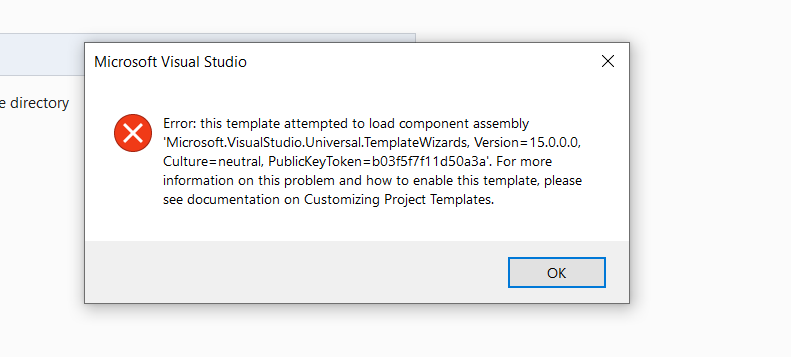 Microsoft Visual Studio
e directory
Error: this template attempted to load component assembly
'Microsoft.VisualStudio.Universal.TemplateWizards, Version=15.0.0.0,
Culture=neutral, PublicKeyToken=b03f5f7f11d50a3a'. For more
information on this problem and how to enable this template, please
see documentation on Customizing Project Templates.
OK